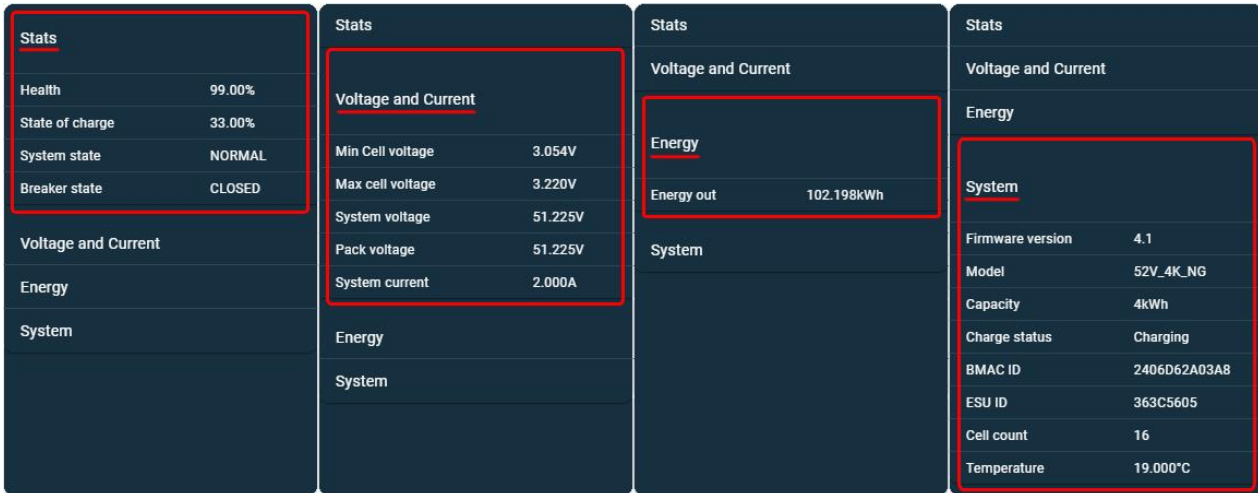 Stats
Health 99.00%
State of charge 33.00%
System state NORMAL
Breaker state CLOSED
Voltage and Current
Energy
System
Stats
Voltage and Current
Min Cell voltage 3.054V
Max cell voltage 3.220V
System voltage 51.225V
Pack voltage 51.225V
System current 2.000A
Energy
System
Stats
Voltage and Current
Energy
Energy out 102.198kWh
System
Stats
Voltage and Current
Energy
System
Firmware version 4.1
Model 52V_4K_NG
Capacity 4kWh
Charge status Charging
BMAC ID 2406D62A03A8
ESU ID 363C5605
Cell count 16
Temperature 19.000°C